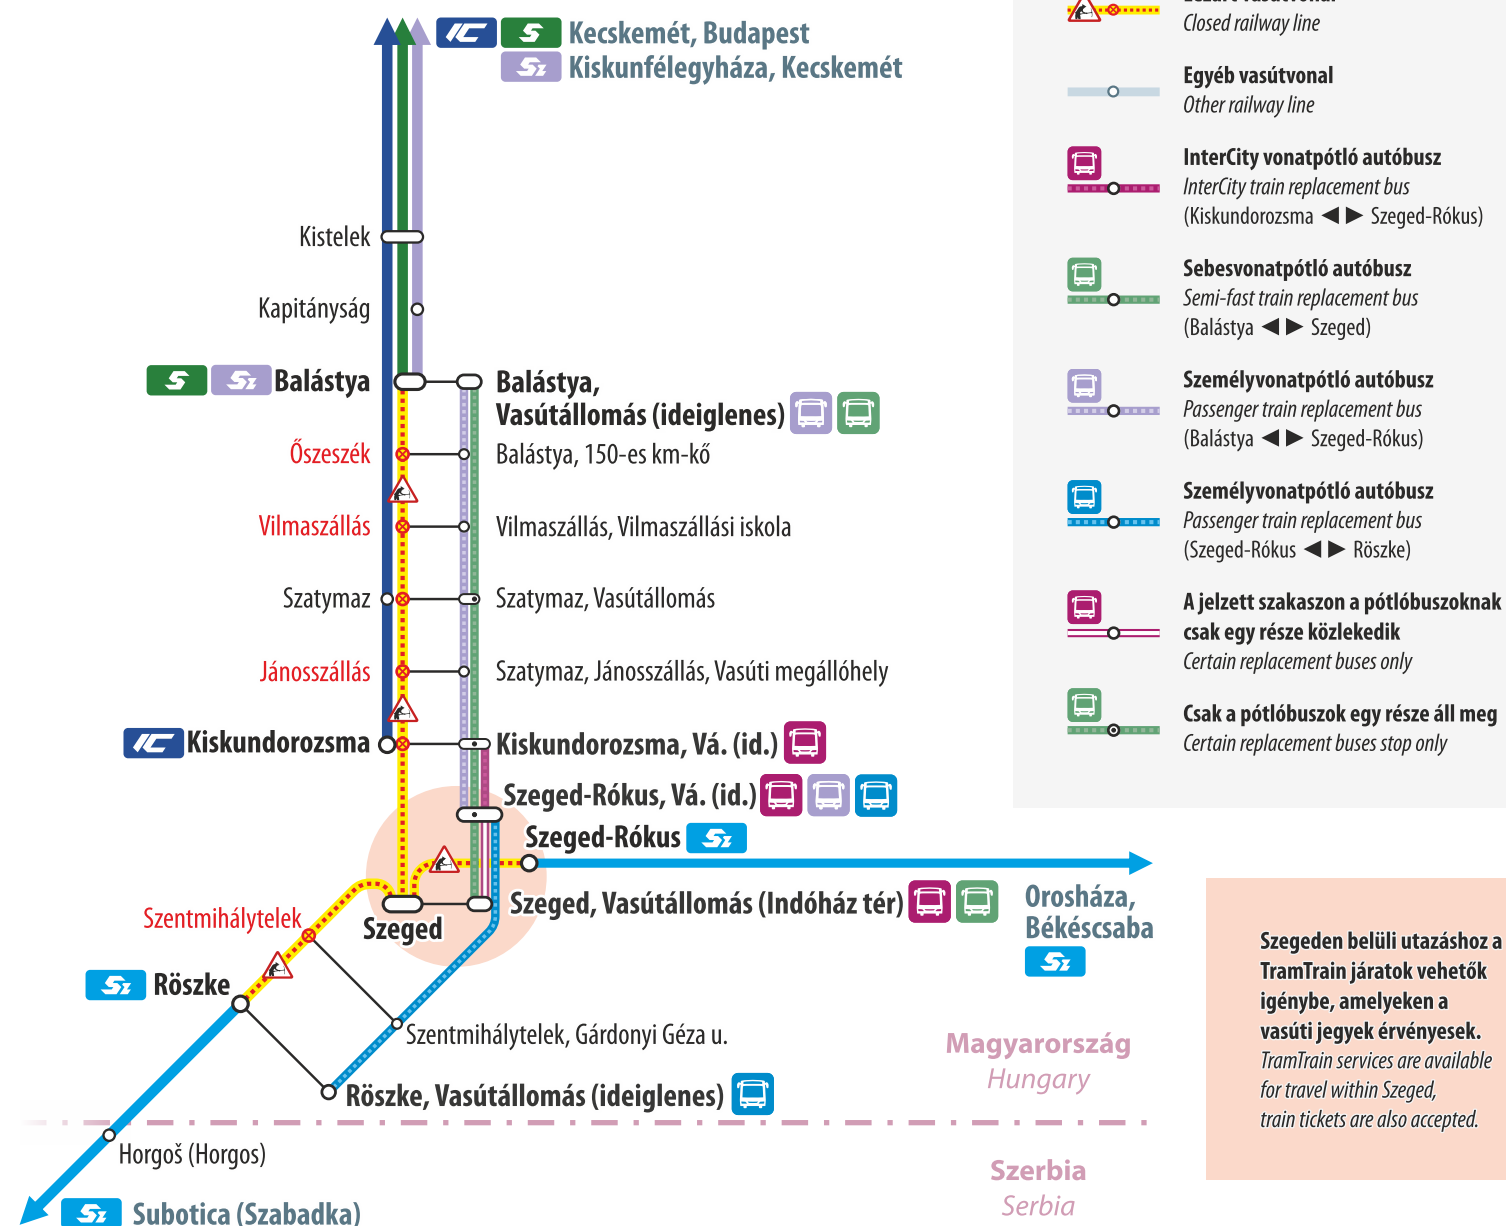 IC S Kecskemét, Budapest
Sz Kiskunfélegyháza, Kecskemét
Kistelek
Kapitányság
S Sz Balástya
Balástya,
Vasútállomás (ideiglenes)
Őszeszék
Balástya, 150-es km-kő
Vilmaszállás
Vilmaszállás, Vilmaszállási iskola
Szatymaz
Szatymaz, Vasútállomás
Jánosszállás
Szatymaz, Jánosszállás, Vasúti megállóhely
IC Kiskundorozsma
Kiskundorozsma, Vá. (id.)
Szeged-Rókus, Vá. (id.)
Szeged-Rókus Sz
Szeged, Vasútállomás (Indóház tér)
Szeged
Orosháza,
Békéscsaba
Sz
Szentmihálytelek
Sz Röszke
Szentmihálytelek, Gárdonyi Géza u.
Röszke, Vasútállomás (ideiglenes)
Magyarország
Hungary
Horgoš (Horgos)
Szerbia
Serbia
Sz Subotica (Szabadka)
Closed railway line
Egyéb vasútvonal
Other railway line
InterCity vonatpótló autóbusz
InterCity train replacement bus
(Kiskundorozsma ◀ ▶ Szeged-Rókus)
Sebesvonatpótló autóbusz
Semi-fast train replacement bus
(Balástya ◀ ▶ Szeged)
Személyvonatpótló autóbusz
Passenger train replacement bus
(Balástya ◀ ▶ Szeged-Rókus)
Személyvonatpótló autóbusz
Passenger train replacement bus
(Szeged-Rókus ◀ ▶ Röszke)
A jelzett szakaszon a pótlóbuszoknak
csak egy része közlekedik
Certain replacement buses only
Csak a pótlóbuszok egy része áll meg
Certain replacement buses stop only
Szegeden belüli utazáshoz a
TramTrain járatok vehetők
igénybe, amelyeken a
vasúti jegyek érvényesek.
TramTrain services are available
for travel within Szeged,
train tickets are also accepted.